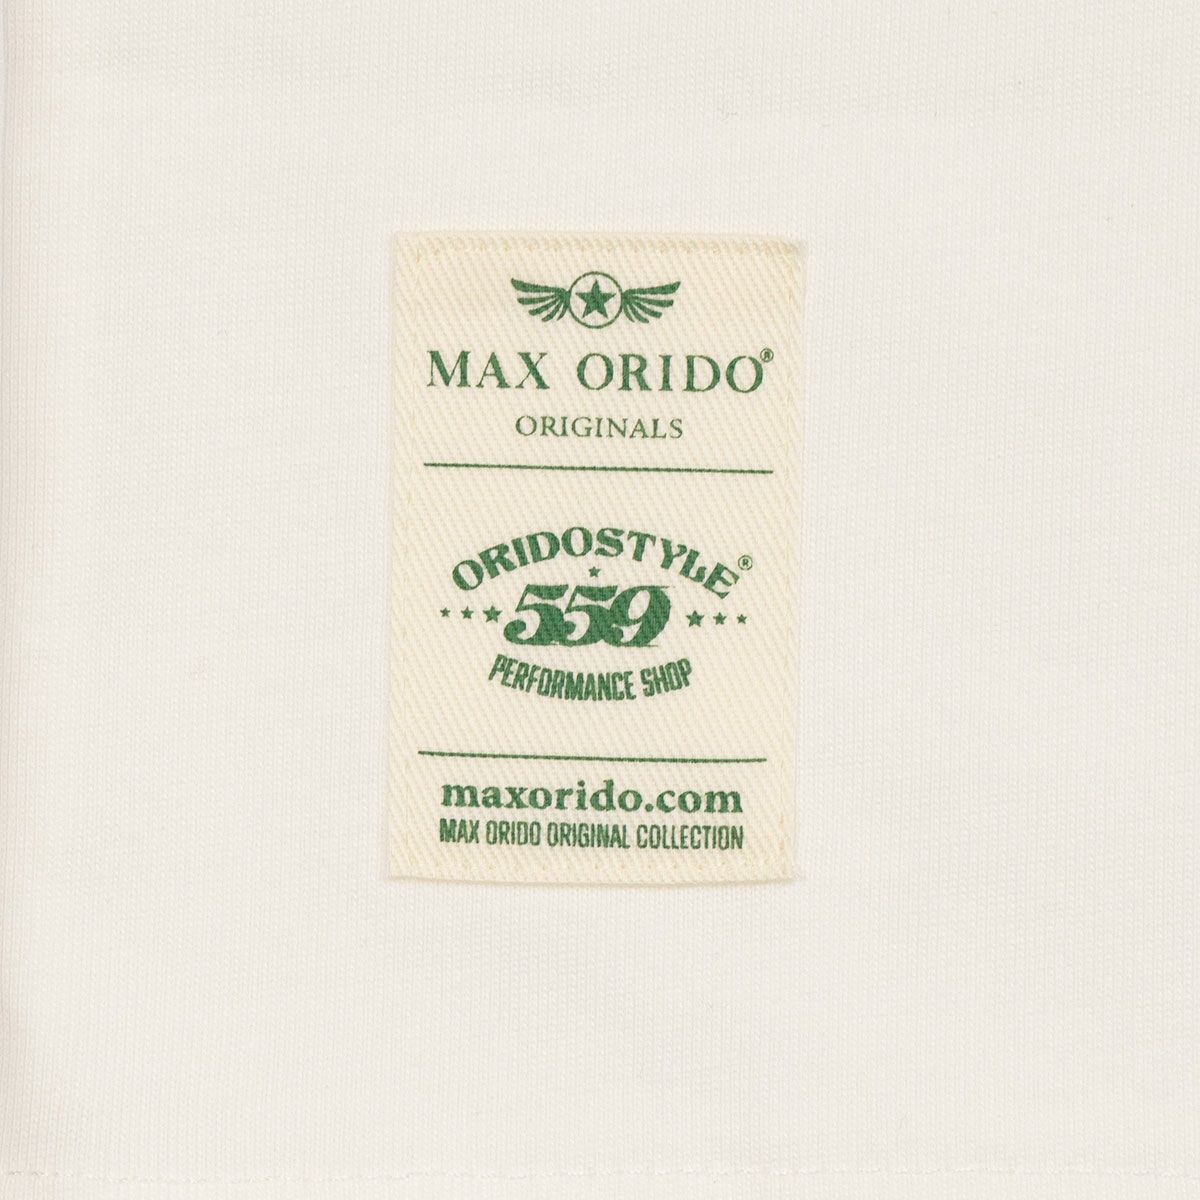 MAX ORIDO®
ORIGINALS
ORIDOSTYLE®
559
PERFORMANCE SHOP
maxorido.com
MAX ORIDO ORIGINAL COLLECTION